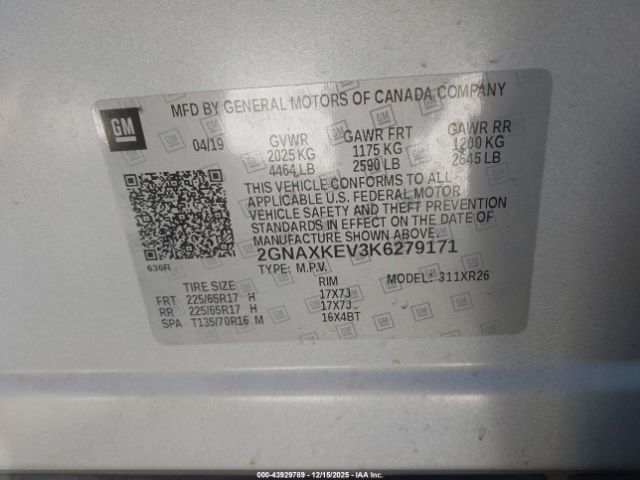 MFD BY GENERAL MOTORS OF CANADA COMPANY
GM
04/19 GVWR GAWR FRT GAWR RR
2025 KG 1175 KG 1200 KG
4464 LB 2590 LB 2645 LB
THIS VEHICLE CONFORMS TO ALL
APPLICABLE U.S. FEDERAL MOTOR
VEHICLE SAFETY AND THEFT PREVENTION
STANDARDS IN EFFECT ON THE DATE OF
MANUFACTURE SHOWN ABOVE.
2GNAXKEV3K6279171
636R
TYPE: M.P.V. MODEL: 311XR26
TIRE SIZE RIM
FRT 225/65R17 H 17X7J
RR 225/65R17 H 17X7J
SPA T135/70R16 M 16X4BT
000-43929789 - 12/15/2025 - IAA Inc.